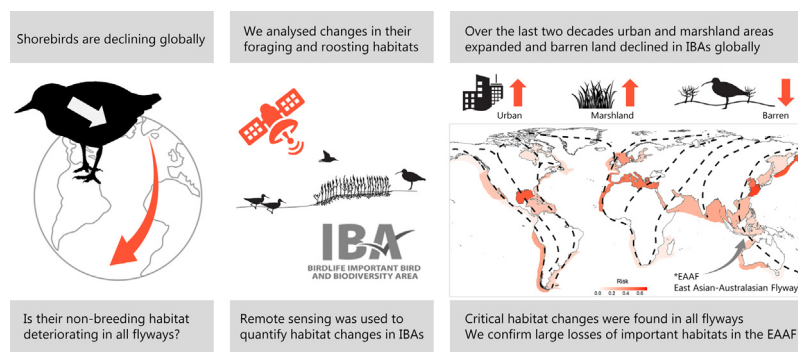 Shorebirds are declining globally
Is their non-breeding habitat
deteriorating in all flyways?
We analysed changes in their
foraging and roosting habitats
IBA
BIRDLIFE IMPORTANT BIRD
AND BIODIVERSITY AREA
Remote sensing was used to
quantify habitat changes in IBAs
Over the last two decades urban and marshland areas
expanded and barren land declined in IBAs globally
Urban
Marshland
Barren
Risk
0.0 0.2 0.4 0.6
*EAAF
East Asian-Australasian Flyway
Critical habitat changes were found in all flyways
We confirm large losses of important habitats in the EAAF